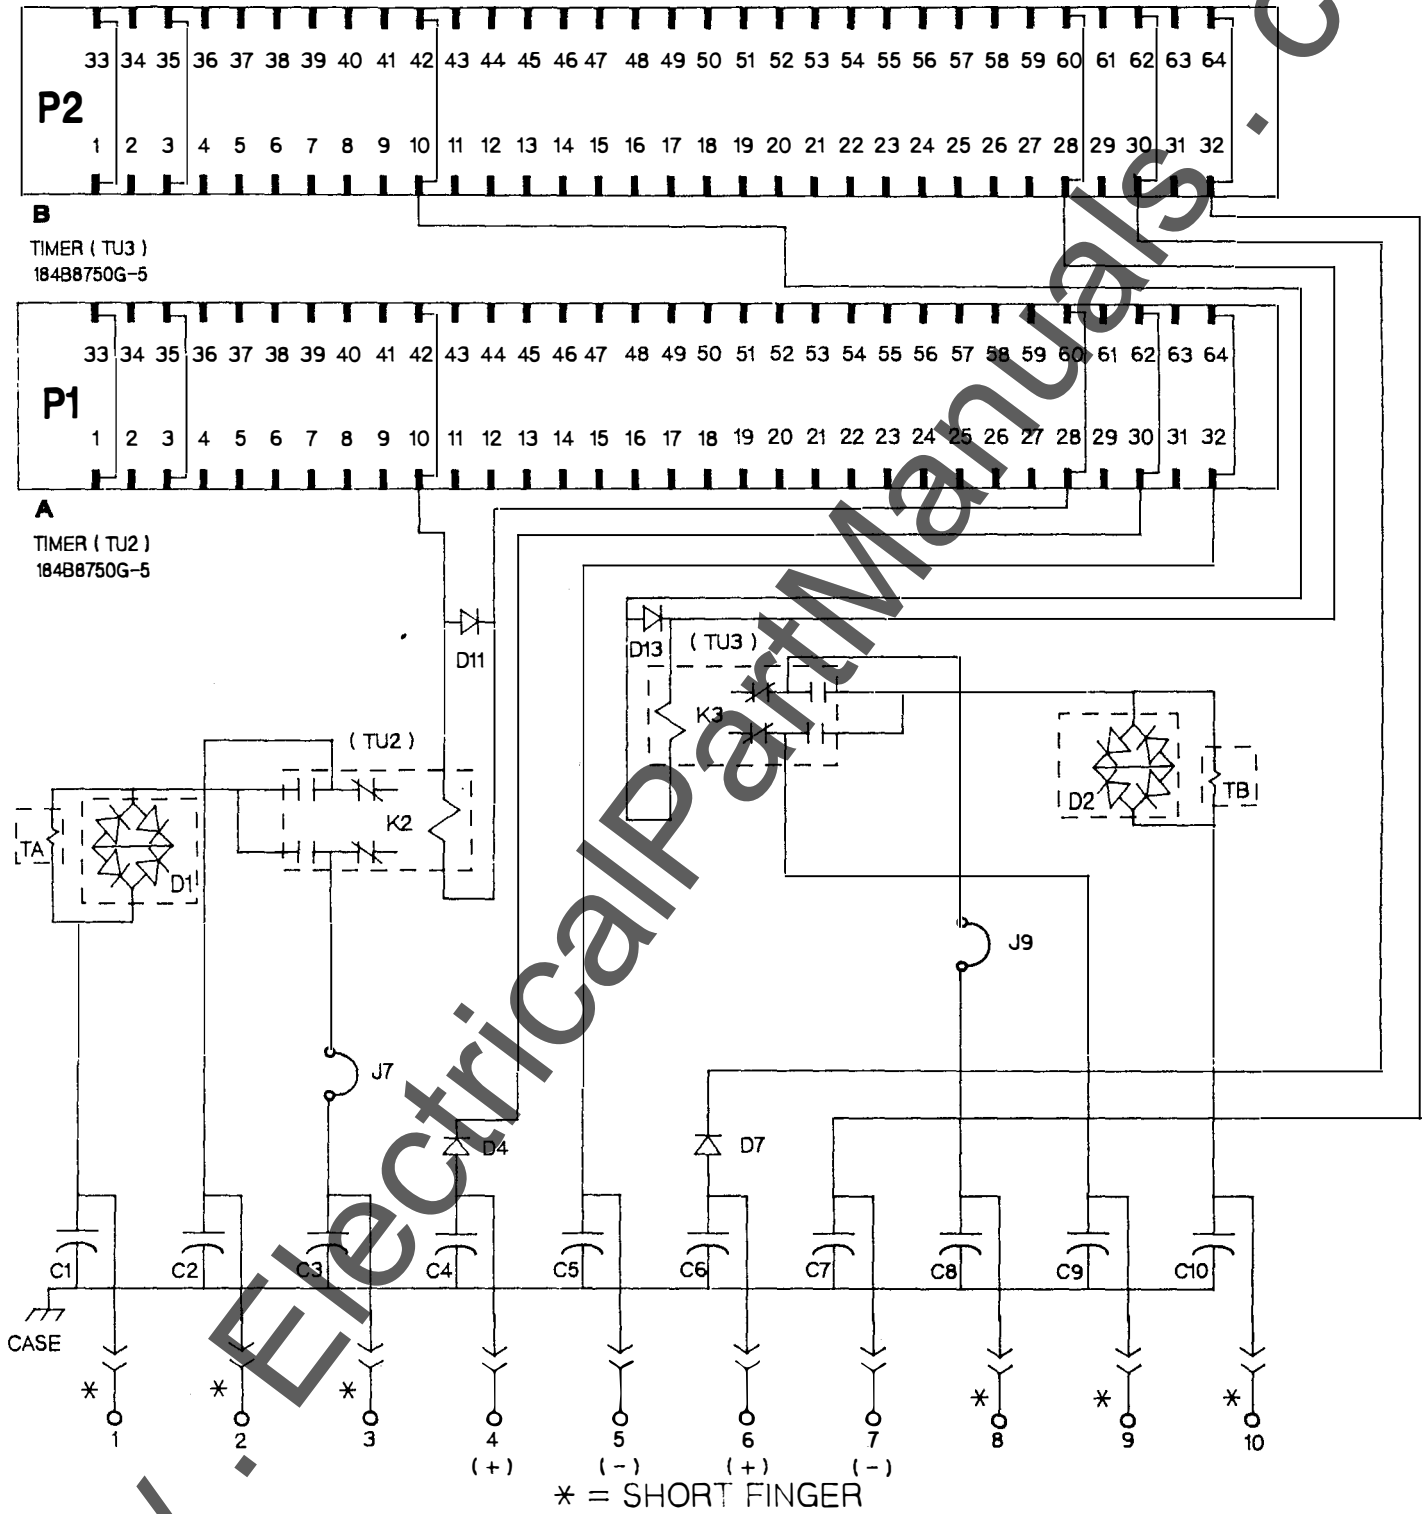 33 34 35 36 37 38 39 40 41 42 43 44 45 46 47 48 49 50 51 52 53 54 55 56 57 58 59 60 61 62 63 64
P2
1 2 3 4 5 6 7 8 9 10 11 12 13 14 15 16 17 18 19 20 21 22 23 24 25 26 27 28 29 30 31 32
B
TIMER ( TU3 )
184B8750G-5
33 34 35 36 37 38 39 40 41 42 43 44 45 46 47 48 49 50 51 52 53 54 55 56 57 58 59 60 61 62 63 64
P1
1 2 3 4 5 6 7 8 9 10 11 12 13 14 15 16 17 18 19 20 21 22 23 24 25 26 27 28 29 30 31 32
A
TIMER ( TU2 )
184B8750G-5
D11
D13
( TU3 )
K3
( TU2 )
K2
TA
D1
D2
TB
J9
J7
D4
D7
C1 C2 C3 C4 C5 C6 C7 C8 C9 C10
CASE
* * * * * *
1 2 3 4 5 6 7 8 9 10
(+) (-) (+) (-)
* = SHORT FINGER
. ElectricalPartManuals . c